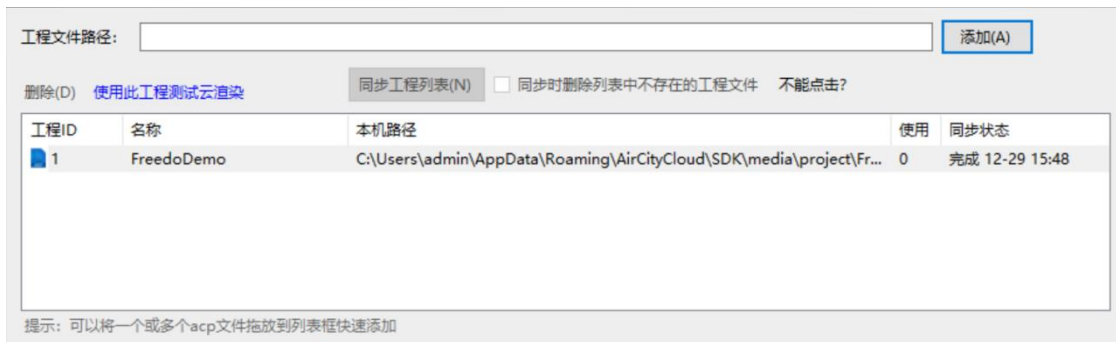 工程文件路径： 添加(A)
删除(D) 使用此工程测试云渲染 同步工程列表(N) 同步时删除列表中不存在的工程文件 不能点击?
工程ID 名称 本机路径 使用 同步状态
1 FreedoDemo C:\Users\admin\AppData\Roaming\AirCityCloud\SDK\media\project\Fr... 0 完成 12-29 15:48
提示：可以将一个或多个acp文件拖放到列表框快速添加